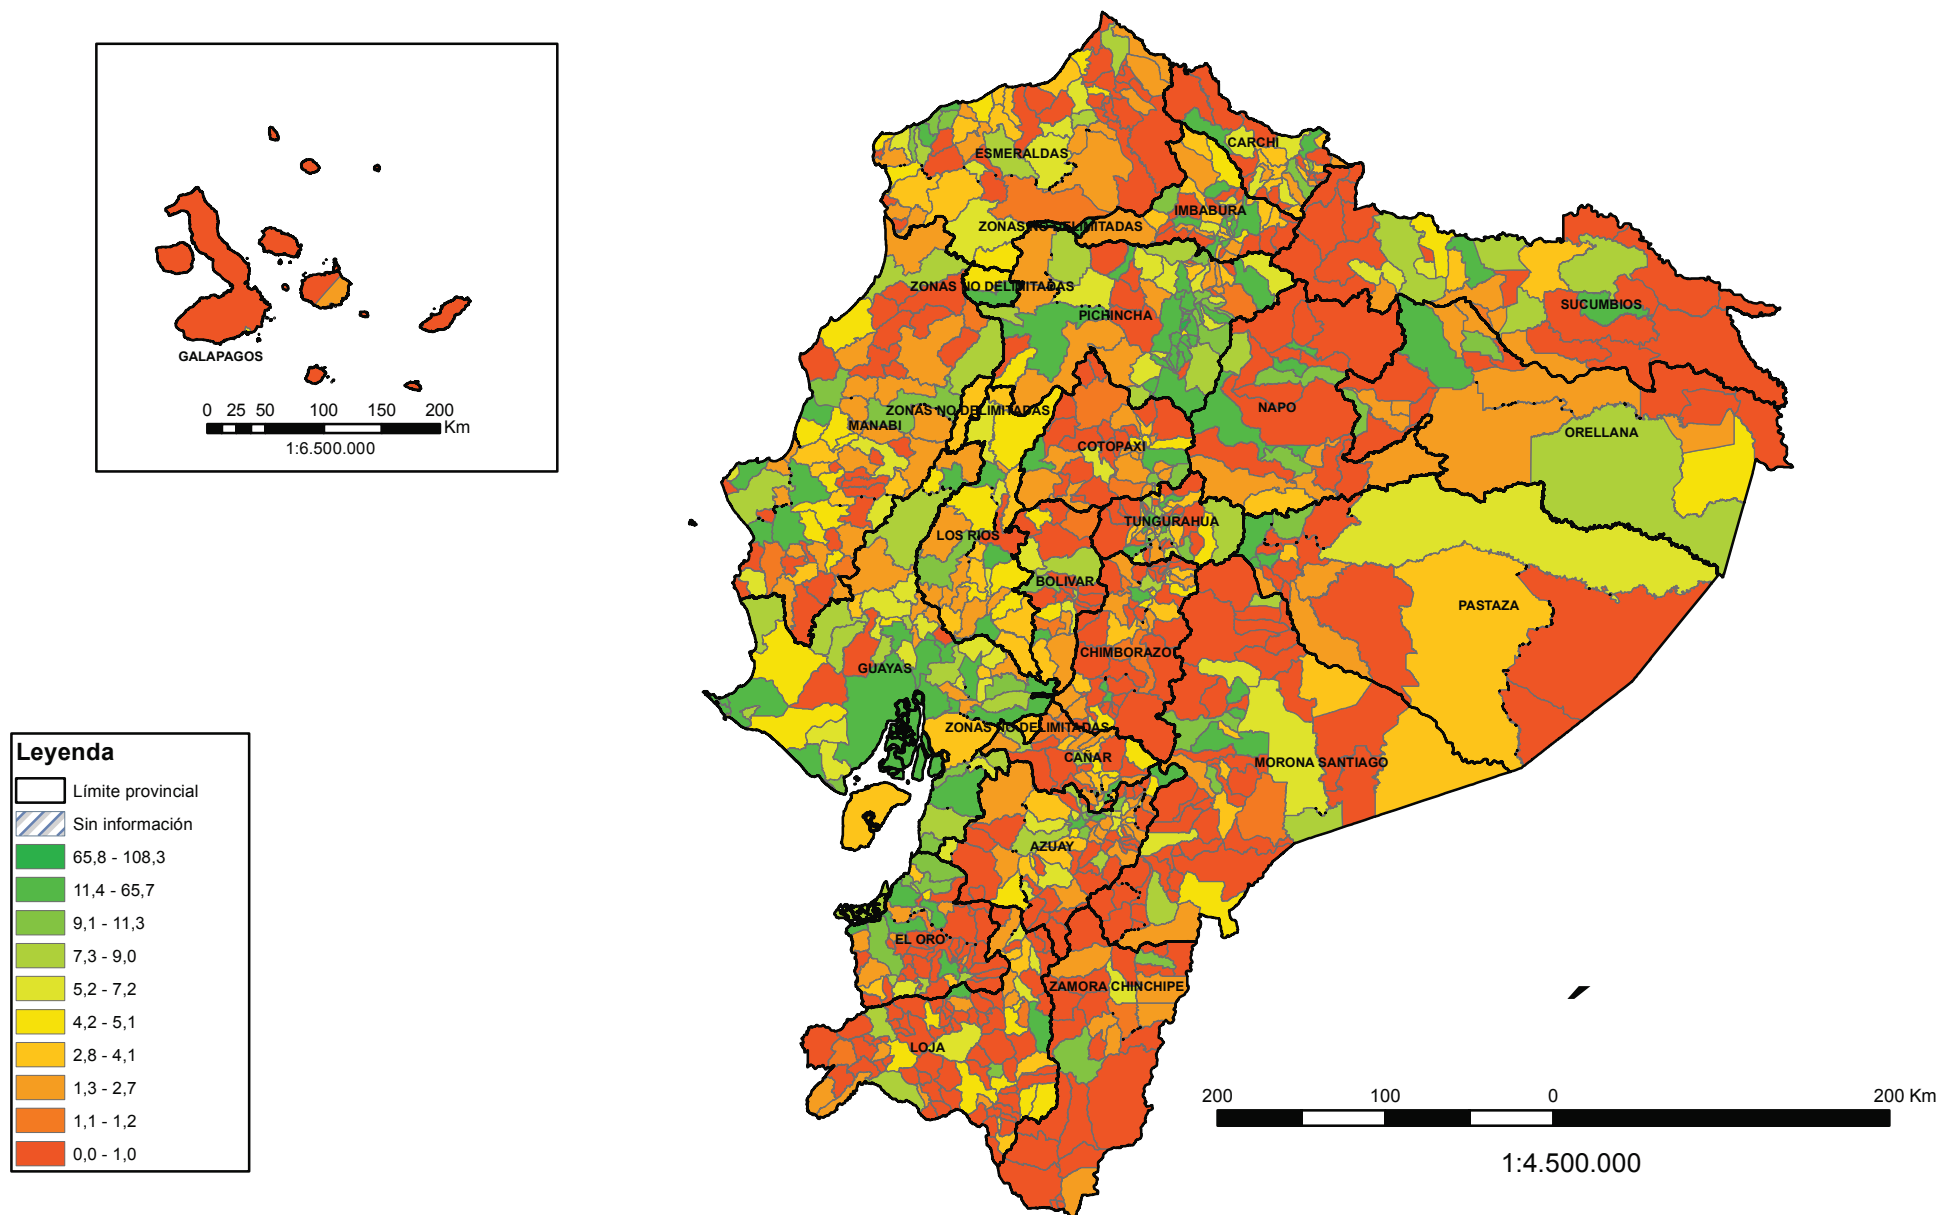 GALAPAGOS
0 25 50 100 150 200
Km
1:6.500.000
ESMERALDAS
CARCHI
IMBABURA
ZONAS NO DELIMITADAS
ZONAS NO DELIMITADAS
PICHINCHA
SUCUMBIOS
NAPO
ZONAS NO DELIMITADAS
MANABI
ORELLANA
COTOPAXI
TUNGURAHUA
LOS RIOS
BOLIVAR
PASTAZA
CHIMBORAZO
GUAYAS
ZONAS NO DELIMITADAS
CAÑAR
MORONA SANTIAGO
AZUAY
EL ORO
ZAMORA CHINCHIPE
LOJA
Leyenda
Límite provincial
Sin información
65,8 - 108,3
11,4 - 65,7
9,1 - 11,3
7,3 - 9,0
5,2 - 7,2
4,2 - 5,1
2,8 - 4,1
1,3 - 2,7
1,1 - 1,2
0,0 - 1,0
200 100 0 200 Km
1:4.500.000